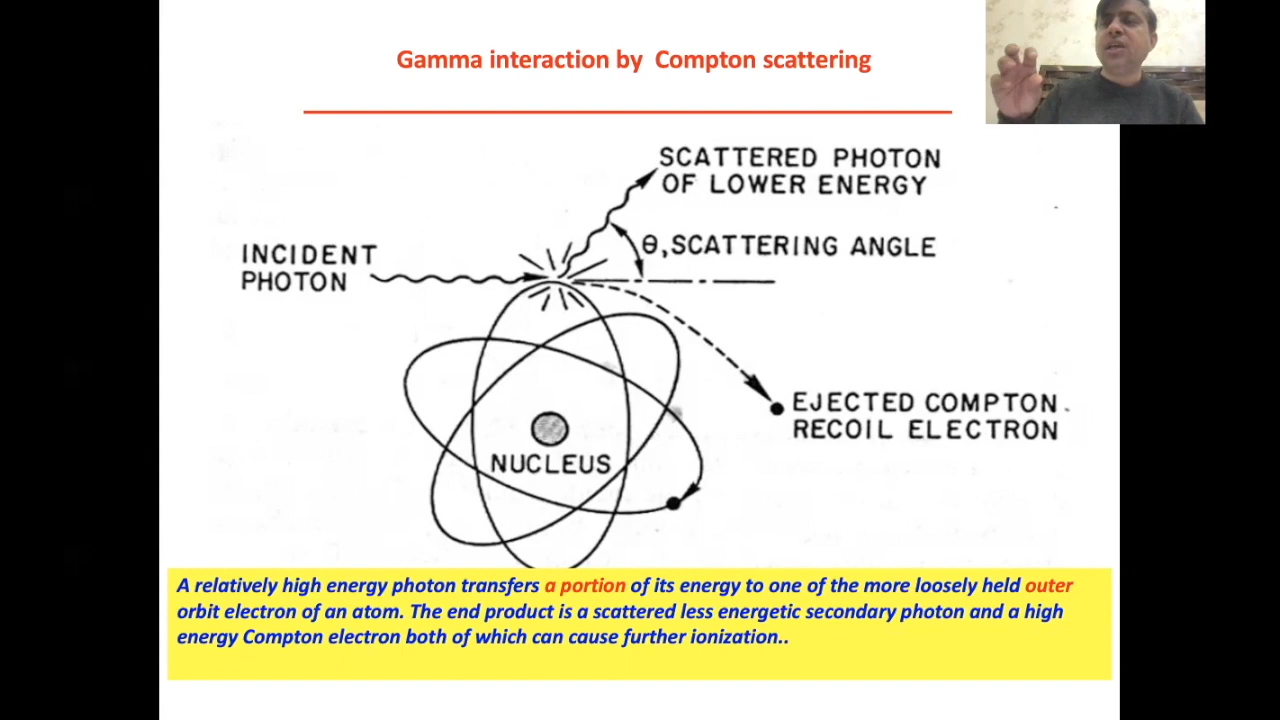 Gamma interaction by Compton scattering
SCATTERED PHOTON
OF LOWER ENERGY
θ, SCATTERING ANGLE
INCIDENT
PHOTON
EJECTED COMPTON
RECOIL ELECTRON
NUCLEUS
A relatively high energy photon transfers a portion of its energy to one of the more loosely held outer
orbit electron of an atom. The end product is a scattered less energetic secondary photon and a high
energy Compton electron both of which can cause further ionization..